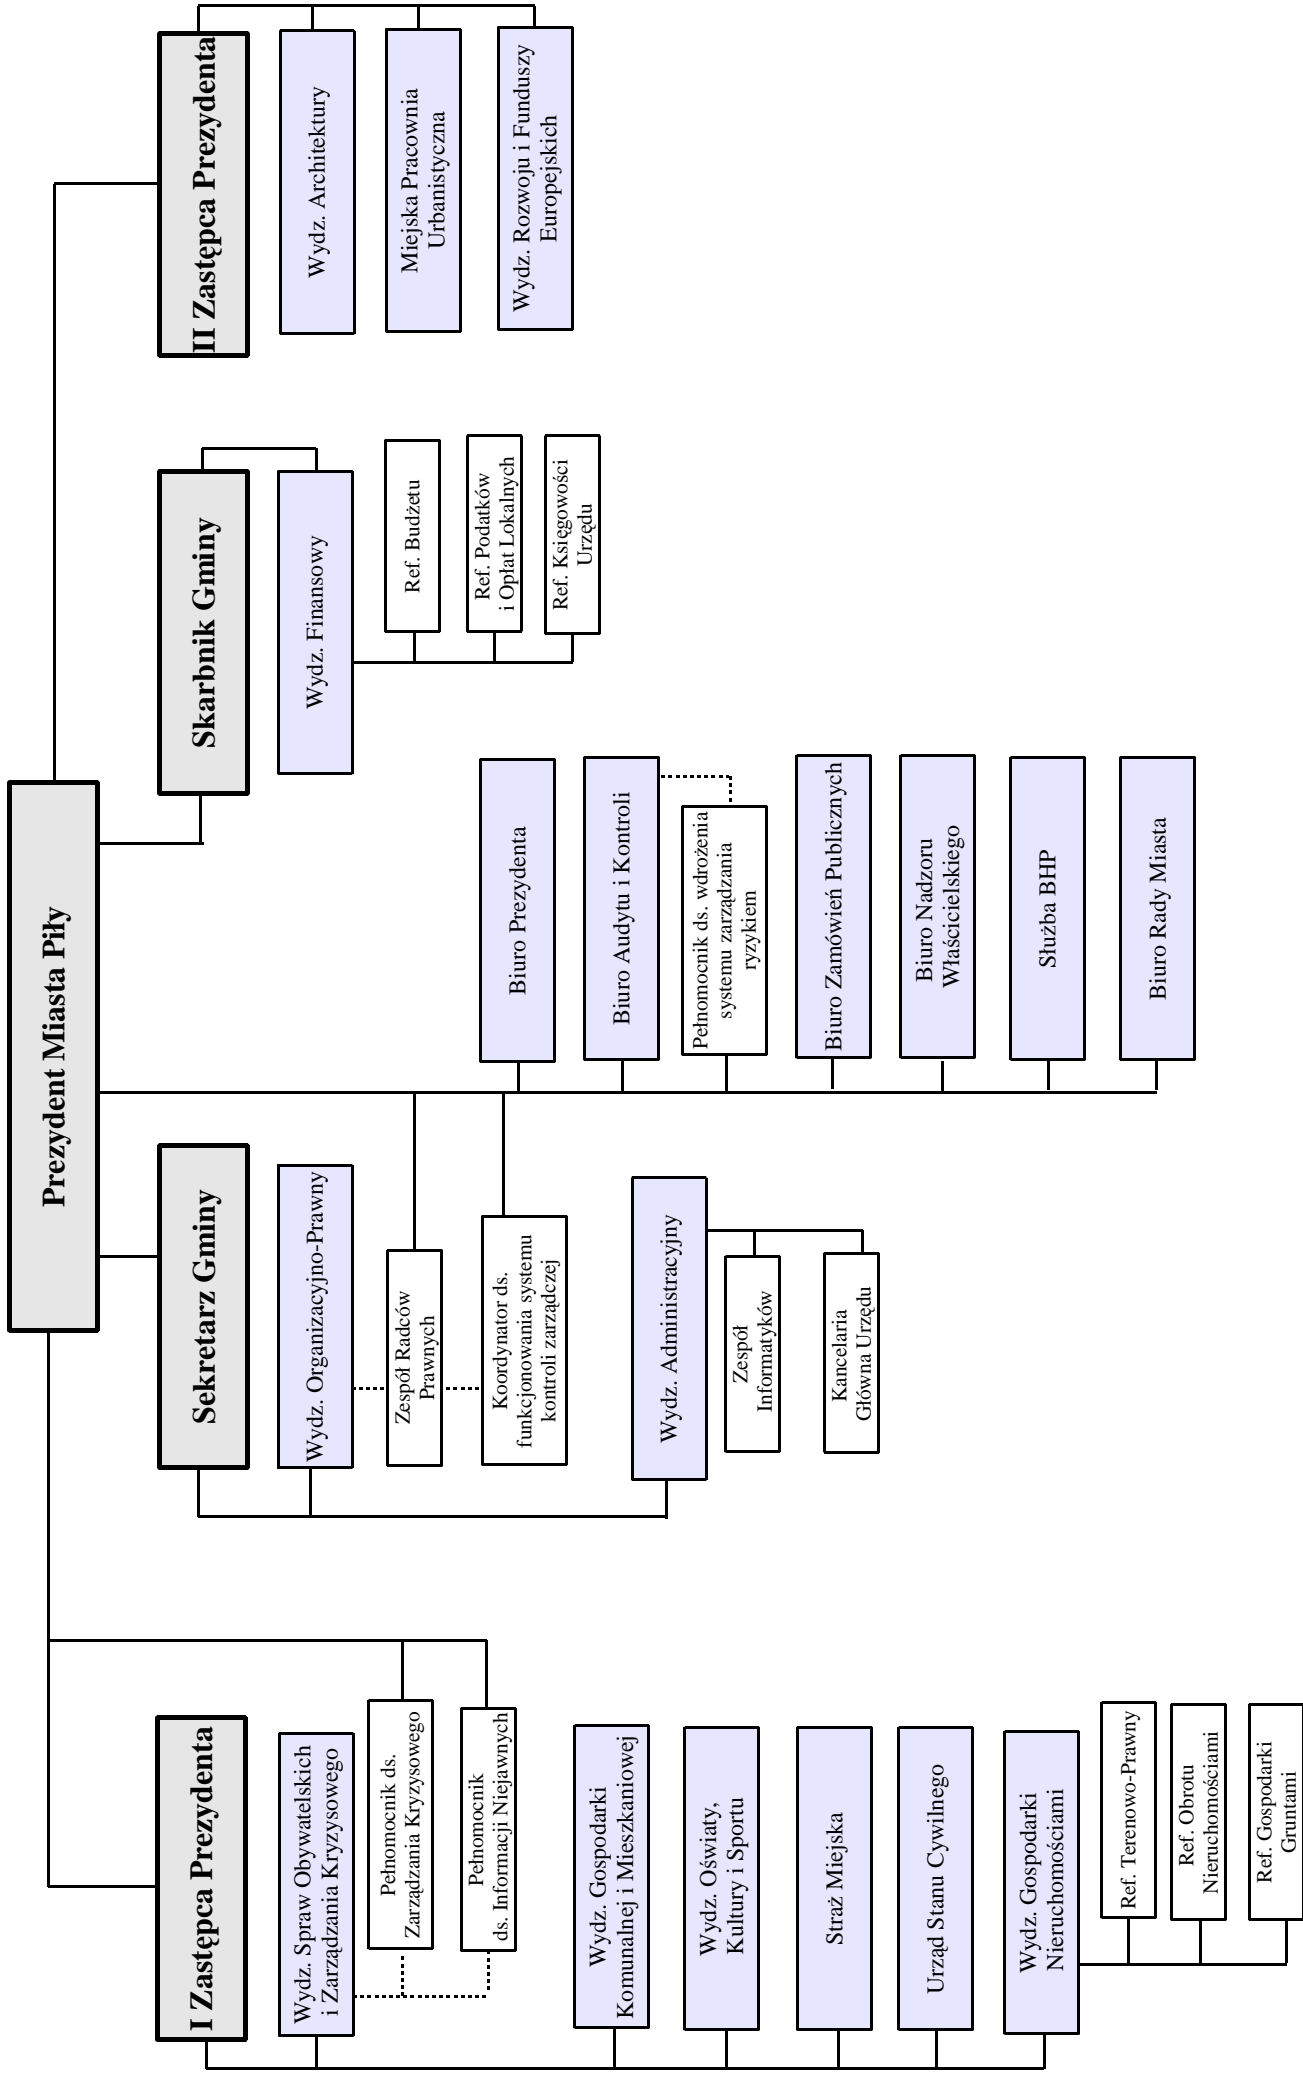 Prezydent Miasta Piły
I Zastępca Prezydenta
Wydz. Spraw Obywatelskich
i Zarządzania Kryzysowego
Pełnomocnik ds.
Zarządzania Kryzysowego
Pełnomocnik
ds. Informacji Niejawnych
Wydz. Gospodarki
Komunalnej i Mieszkaniowej
Wydz. Oświaty,
Kultury i Sportu
Straż Miejska
Urząd Stanu Cywilnego
Wydz. Gospodarki
Nieruchomościami
Ref. Terenowo-Prawny
Ref. Obrotu
Nieruchomościami
Ref. Gospodarki
Gruntami
Sekretarz Gminy
Wydz. Organizacyjno-Prawny
Zespół Radców
Prawnych
Koordynator ds.
funkcjonowania systemu
kontroli zarządczej
Wydz. Administracyjny
Zespół
Informatyków
Kancelaria
Główna Urzędu
Biuro Prezydenta
Biuro Audytu i Kontroli
Pełnomocnik ds. wdrożenia
systemu zarządzania
ryzykiem
Biuro Zamówień Publicznych
Biuro Nadzoru
Właścicielskiego
Służba BHP
Biuro Rady Miasta
Skarbnik Gminy
Wydz. Finansowy
Ref. Budżetu
Ref. Podatków
i Opłat Lokalnych
Ref. Księgowości
Urzędu
II Zastępca Prezydenta
Wydz. Architektury
Miejska Pracownia
Urbanistyczna
Wydz. Rozwoju i Funduszy
Europejskich